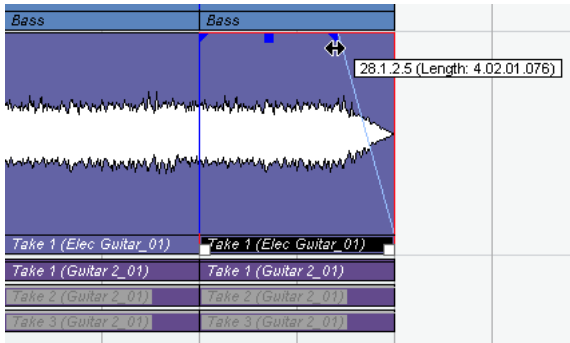 Bass Bass
28.1.2.5 (Length: 4.02.01.076)
Take 1 (Elec Guitar_01) Take 1 (Elec Guitar_01)
Take 1 (Guitar 2_01) Take 1 (Guitar 2_01)
Take 2 (Guitar 2_01) Take 2 (Guitar 2_01)
Take 3 (Guitar 2_01) Take 3 (Guitar 2_01)